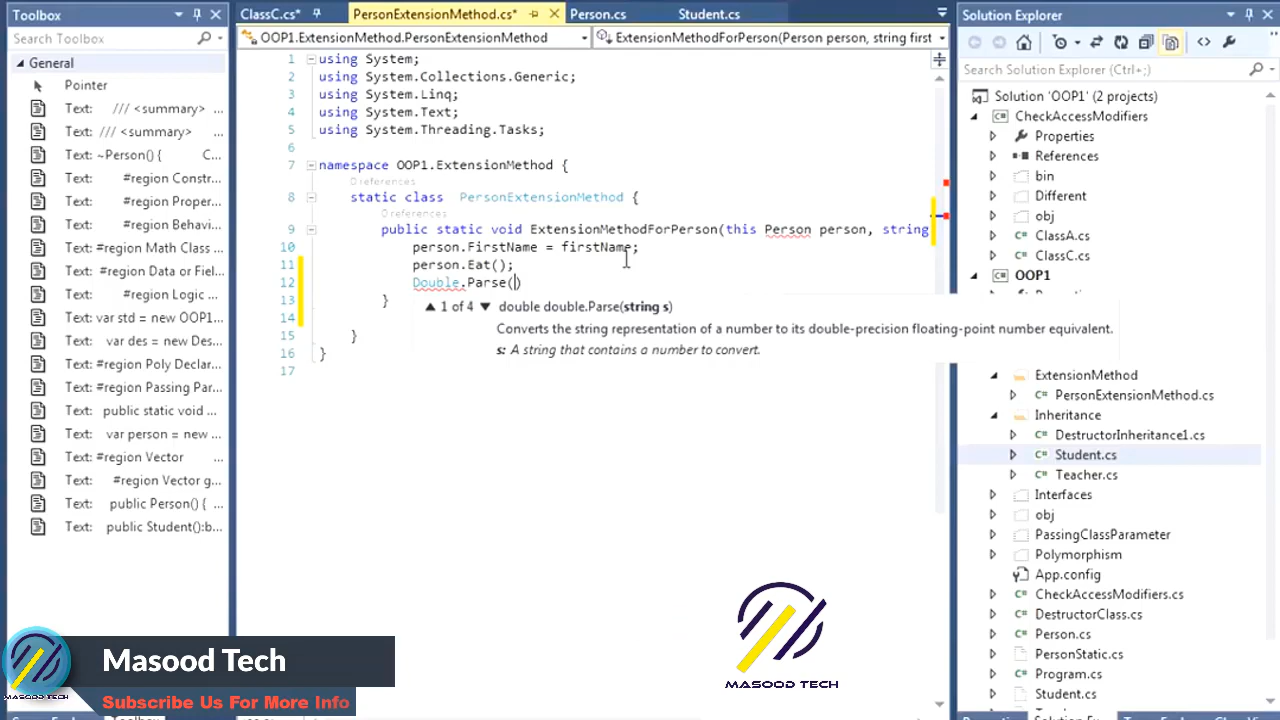 Toolbox
ClassC.cs*
PersonExtensionMethod.cs*
Person.cs
Student.cs
Solution Explorer
Search Toolbox
OOP1.ExtensionMethod.PersonExtensionMethod
ExtensionMethodForPerson(Person person, string first
General
Pointer
Text: /// <summary> ...
Text: /// <summary> ...
Text: ~Person() { C...
Text: #region Constr...
Text: #region Proper...
Text: #region Behavi...
Text: #region Math Class ...
Text: #region Data or Fiel...
Text: #region Logic ...
Text: var std = new OOP1...
Text: var des = new Des...
Text: #region Poly Declar...
Text: #region Passing Par...
Text: public static void ...
Text: var person = new ...
Text: #region Vector
Text: #region Vector g...
Text: public Person() { ...
Text: public Student():b...
1 using System;
2 using System.Collections.Generic;
3 using System.Linq;
4 using System.Text;
5 using System.Threading.Tasks;
6
7 namespace OOP1.ExtensionMethod {
0 references
8 static class PersonExtensionMethod {
0 references
9 public static void ExtensionMethodForPerson(this Person person, string
10 person.FirstName = firstName;
11 person.Eat();
12 Double.Parse()
13 }
14
15 }
16 }
17
1 of 4 double double.Parse(string s)
Converts the string representation of a number to its double-precision floating-point number equivalent.
s: A string that contains a number to convert.
Search Solution Explorer (Ctrl+;)
Solution 'OOP1' (2 projects)
CheckAccessModifiers
Properties
References
bin
Different
obj
ClassA.cs
ClassC.cs
OOP1
ExtensionMethod
PersonExtensionMethod.cs
Inheritance
DestructorInheritance1.cs
Student.cs
Teacher.cs
Interfaces
obj
PassingClassParameter
Polymorphism
App.config
CheckAccessModifiers.cs
DestructorClass.cs
Person.cs
PersonStatic.cs
Program.cs
Student.cs
MASOOD TECH
Masood Tech
Subscribe Us For More Info
MASOOD TECH